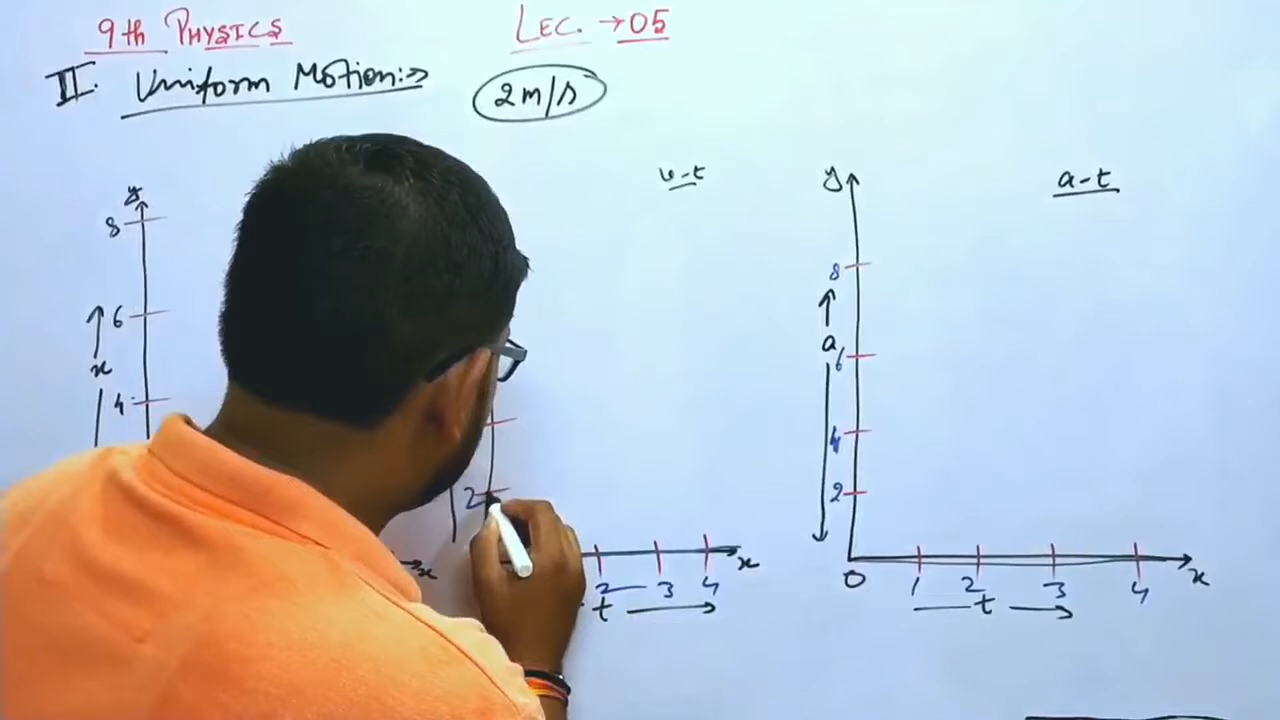 9th PHYSICS
LEC. → 05
II. Uniform Motion:→
2m/s
y
8
6
x
4
x
v-t
2
2 3 4
t
x
a-t
y
8
a
6
4
2
0
1 2 3 4
t
x